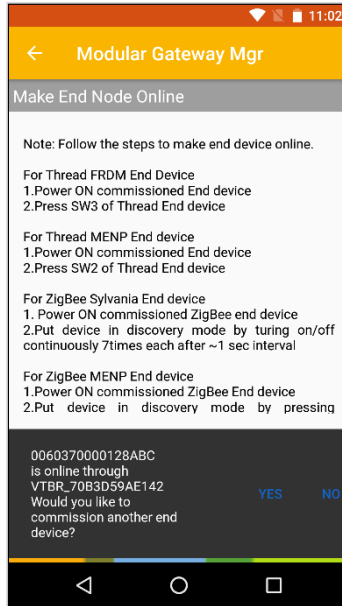 11:02
Modular Gateway Mgr
Make End Node Online
Note: Follow the steps to make end device online.
For Thread FRDM End Device
1.Power ON commissioned End device
2.Press SW3 of Thread End device
For Thread MENP End device
1.Power ON commissioned End device
2.Press SW2 of Thread End device
For ZigBee Sylvania End device
1. Power ON commissioned ZigBee end device
2.Put device in discovery mode by turing on/off
continuously 7times each after ~1 sec interval
For ZigBee MENP End device
1.Power ON commissioned ZigBee End device
2.Put device in discovery mode by pressing
0060370000128ABC
is online through
VTBR_70B3D59AE142
Would you like to
commission another end
device?
YES NO